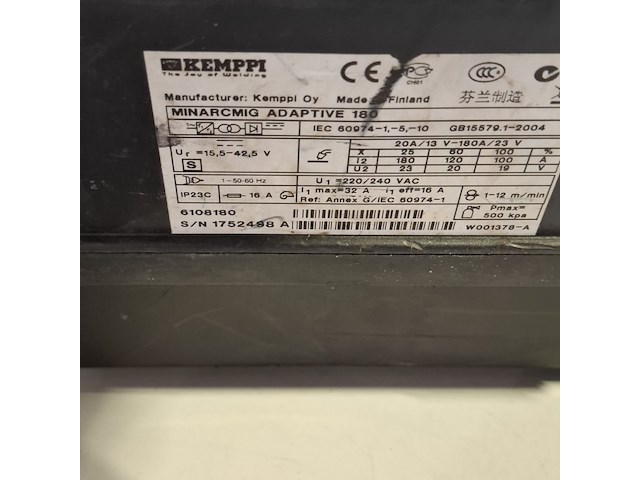 KEMPPI
The Joy of Welding
CE
CCC
Manufacturer: Kemppi Oy Made in Finland 芬兰制造
MINARCMIG ADAPTIVE 180
IEC 60974-1,-5,-10 GB15579.1-2004
Ur =15,5-42,5 V
S
20A/13 V-180A/23 V
X 25 60 100 %
I2 180 120 100 A
U2 23 20 19 V
1~50-60 Hz
U1 =220/240 VAC
IP23C 16 A
I1 max=32 A I1 eff=16 A
Ref: Annex G/IEC 60974-1
1-12 m/min
6108180
Pmax=
500 kpa
S/N 1752498 A
W001378-A